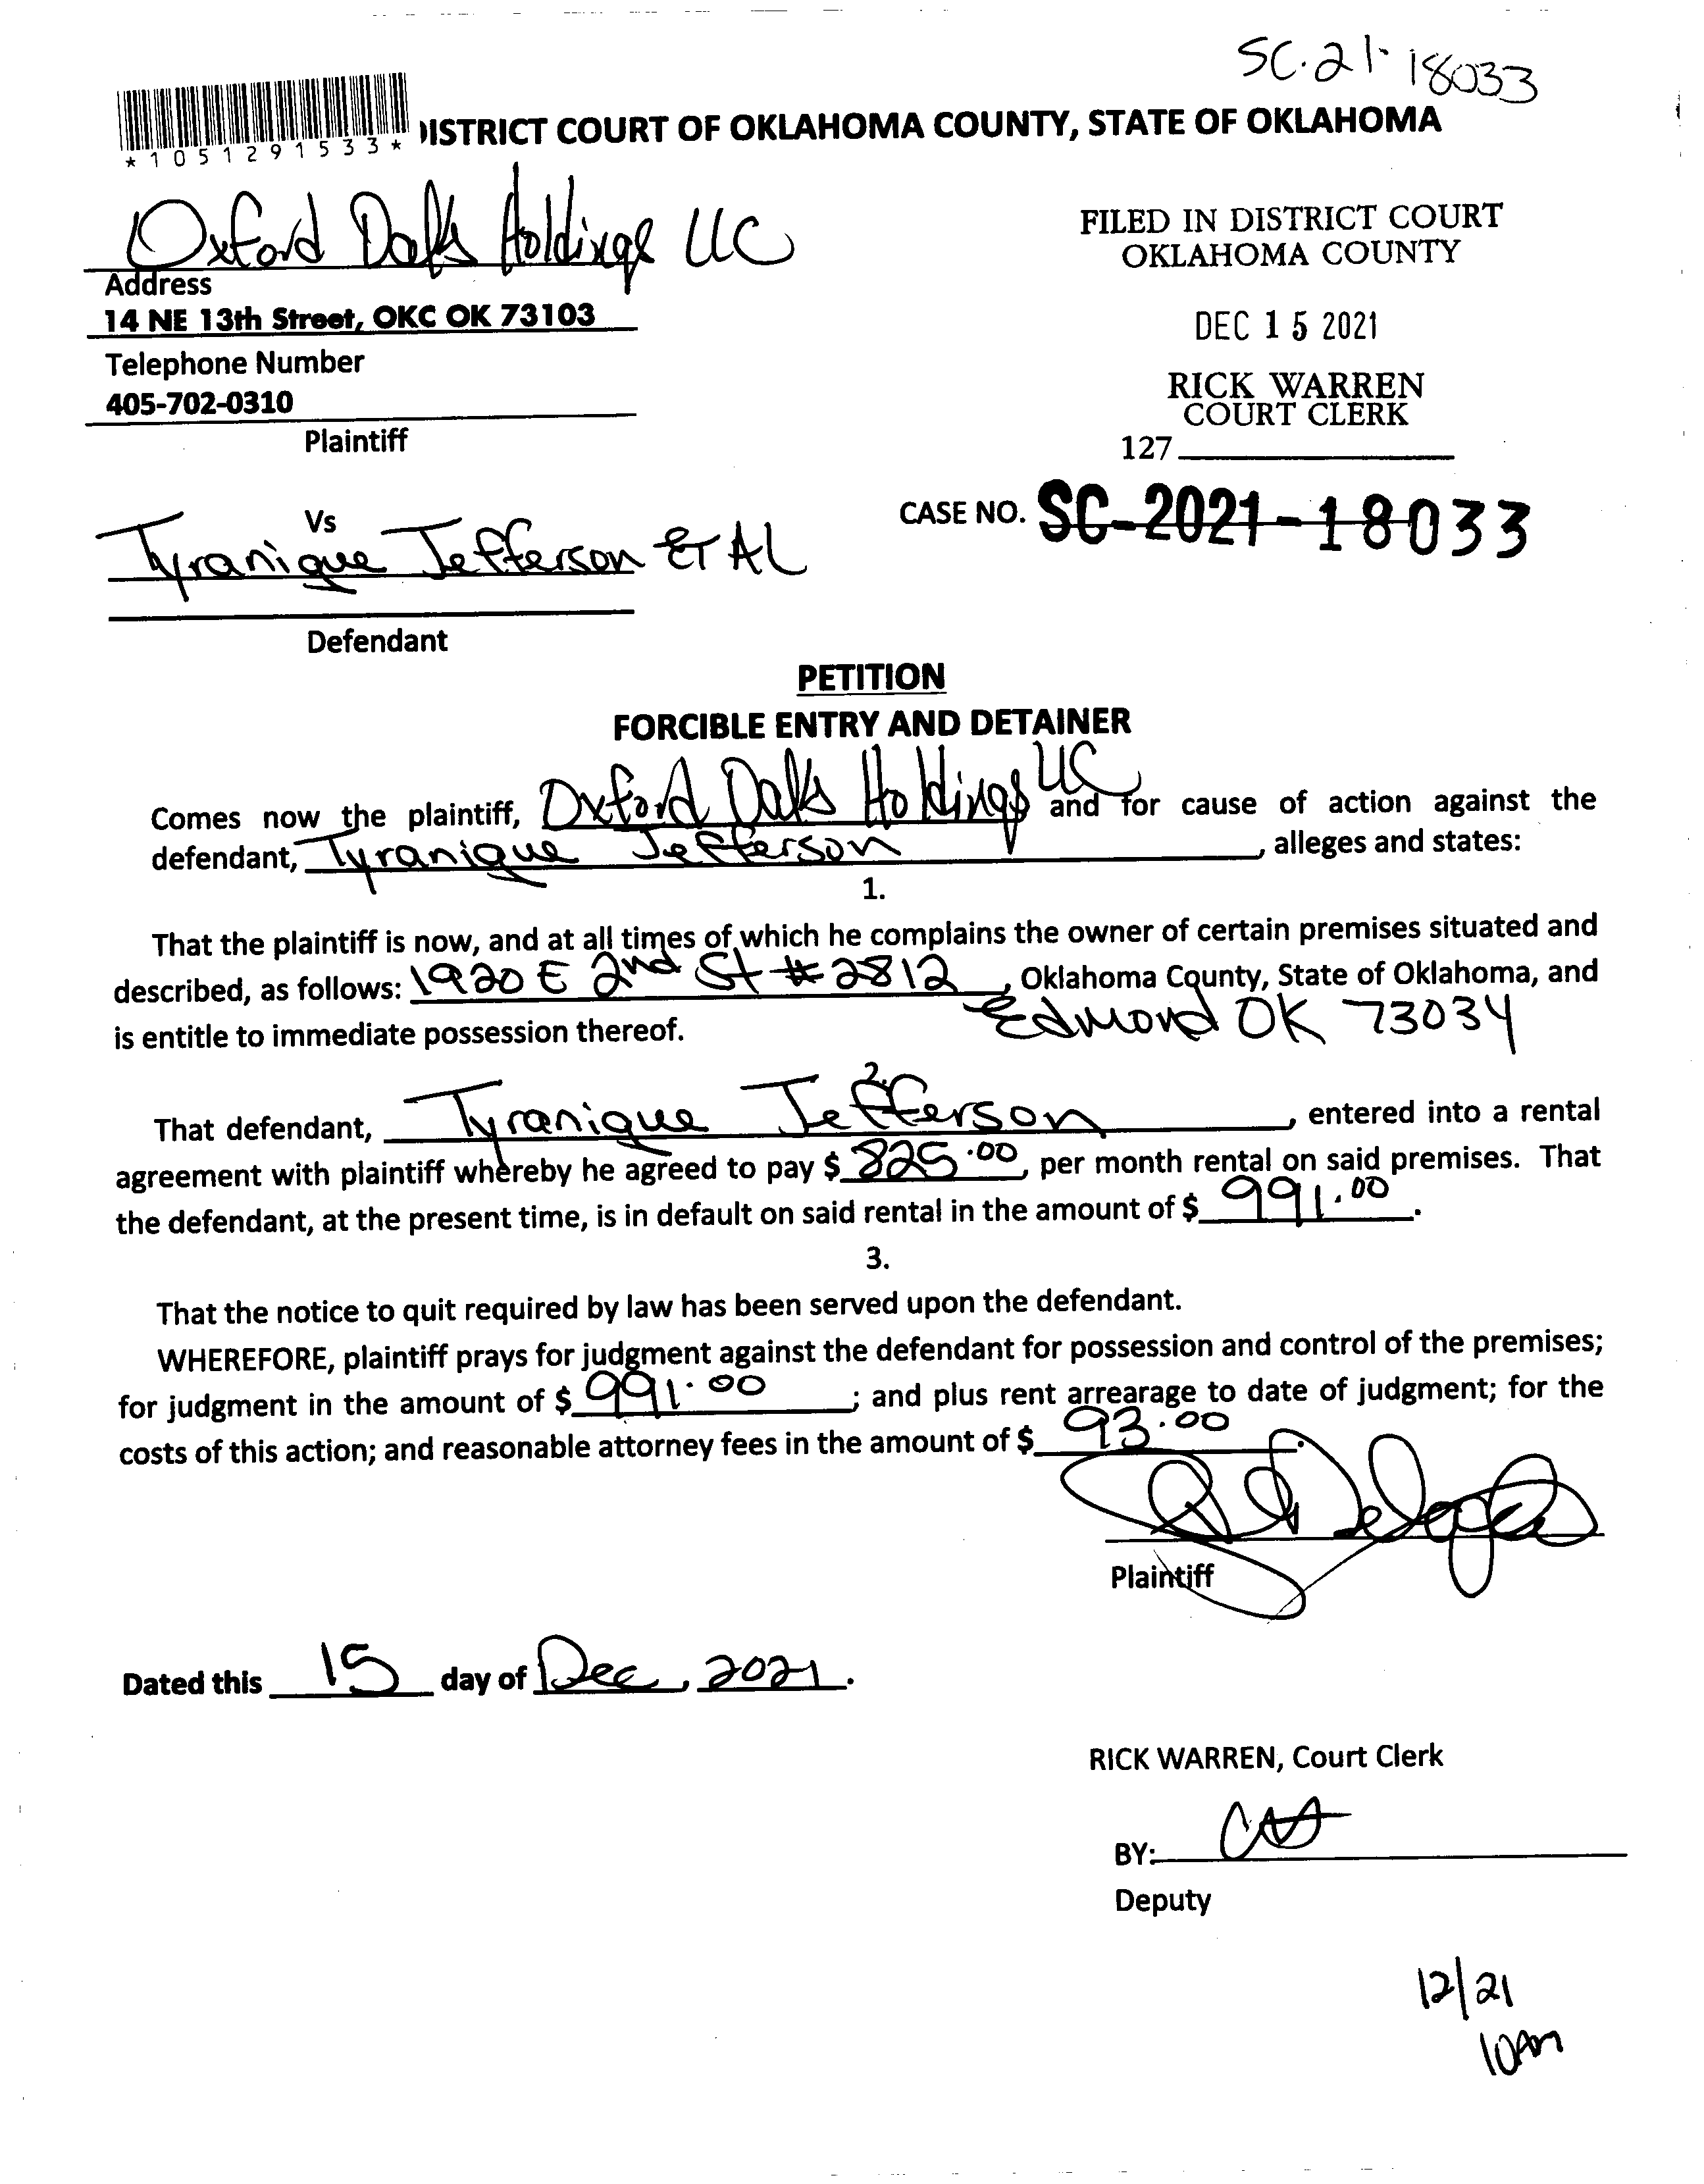 SC-21-18033
*1051291533*
DISTRICT COURT OF OKLAHOMA COUNTY, STATE OF OKLAHOMA
Oxford Oaks Holdings LLC
Address
14 NE 13th Street, OKC OK 73103
Telephone Number
405-702-0310
Plaintiff
FILED IN DISTRICT COURT
OKLAHOMA COUNTY
DEC 15 2021
RICK WARREN
COURT CLERK
127
Vs
Tyranique Jefferson ET AL
Defendant
CASE NO. SC-2021-18033
PETITION
FORCIBLE ENTRY AND DETAINER
Comes now the plaintiff, Oxford Oaks Holdings LLC and for cause of action against the
defendant, Tyranique Jefferson, alleges and states:
1.
That the plaintiff is now, and at all times of which he complains the owner of certain premises situated and
described, as follows: 1920 E 2nd St # 2812, Oklahoma County, State of Oklahoma, and
is entitle to immediate possession thereof. Edmond OK 73034
2.
That defendant, Tyranique Jefferson, entered into a rental
agreement with plaintiff whereby he agreed to pay $ 825.00, per month rental on said premises. That
the defendant, at the present time, is in default on said rental in the amount of $ 991.00.
3.
That the notice to quit required by law has been served upon the defendant.
WHEREFORE, plaintiff prays for judgment against the defendant for possession and control of the premises;
for judgment in the amount of $ 991.00; and plus rent arrearage to date of judgment; for the
costs of this action; and reasonable attorney fees in the amount of $ 93.00.
Plaintiff
Dated this 15 day of Dec, 2021.
RICK WARREN, Court Clerk
BY:
Deputy
12/21
10am